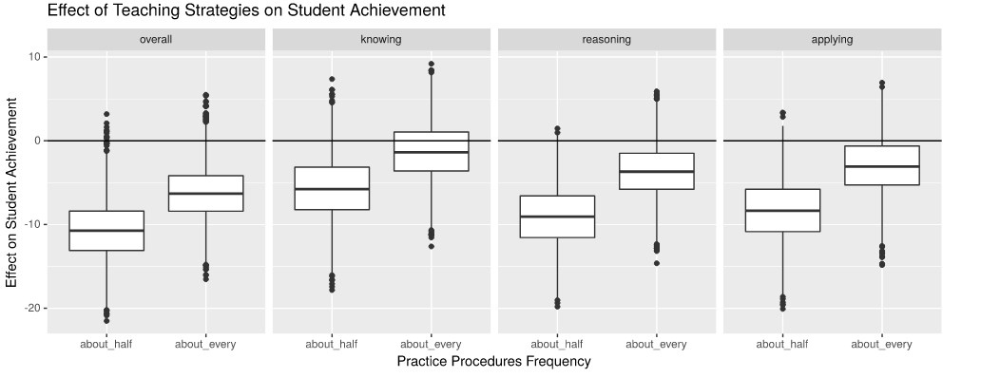 Effect of Teaching Strategies on Student Achievement
overall knowing reasoning applying
Effect on Student Achievement
10
0
-10
-20
about_half about_every about_half about_every about_half about_every about_half about_every
Practice Procedures Frequency